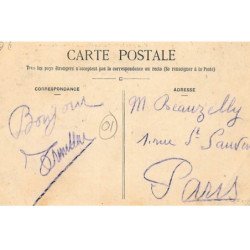 CARTE POSTALE
Tous les pays étrangers n'acceptent pas la correspondance au recto (Se renseigner à la Poste)
CORRESPONDANCE
ADRESSE
Bonjour
01
M.
1 rue St Sauveur
Paris